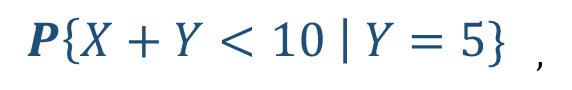 P{X + Y < 10 | Y = 5} ,